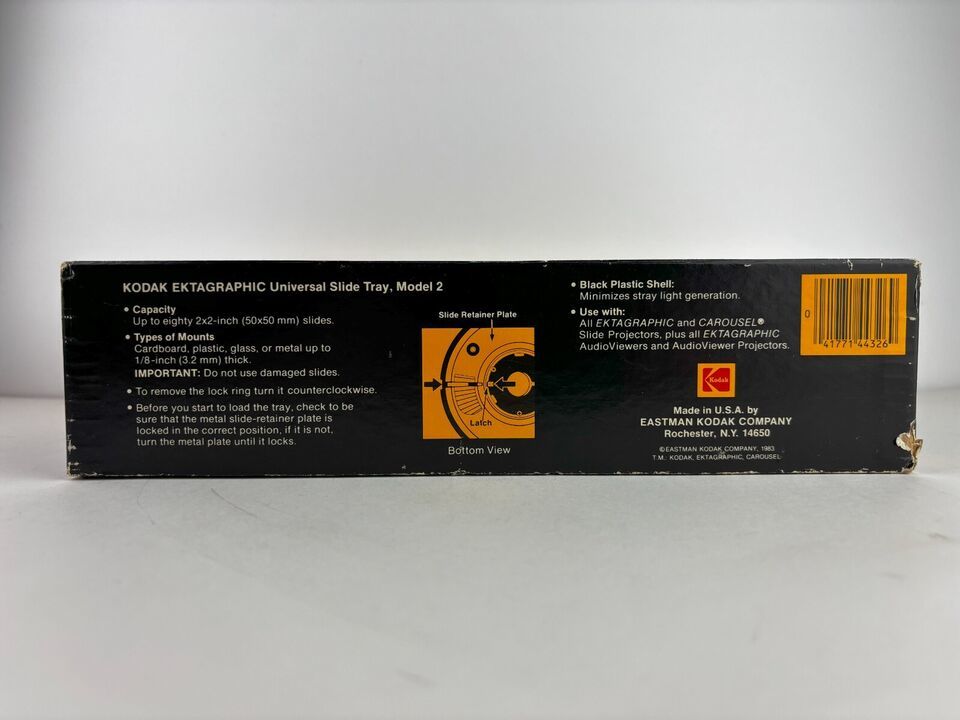 KODAK EKTAGRAPHIC Universal Slide Tray, Model 2
• Capacity
Up to eighty 2x2-inch (50x50 mm) slides.
• Types of Mounts
Cardboard, plastic, glass, or metal up to
1/8-inch (3.2 mm) thick.
IMPORTANT: Do not use damaged slides.
• To remove the lock ring turn it counterclockwise.
• Before you start to load the tray, check to be
sure that the metal slide-retainer plate is
locked in the correct position, if it is not,
turn the metal plate until it locks.
Slide Retainer Plate
Latch
Bottom View
• Black Plastic Shell:
Minimizes stray light generation.
• Use with:
All EKTAGRAPHIC and CAROUSEL®
Slide Projectors, plus all EKTAGRAPHIC
AudioViewers and AudioViewer Projectors.
Kodak
Made in U.S.A. by
EASTMAN KODAK COMPANY
Rochester, N.Y. 14650
©EASTMAN KODAK COMPANY, 1983
T.M. KODAK, EKTAGRAPHIC, CAROUSEL
0
41771 44326